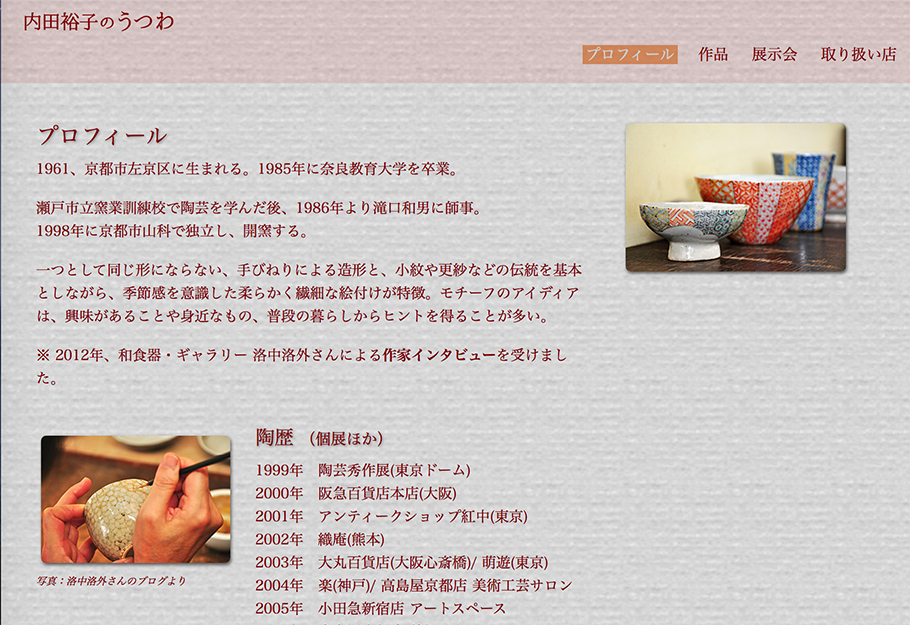 内田裕子のうつわ
プロフィール 作品 展示会 取り扱い店
プロフィール
1961、京都市左京区に生まれる。1985年に奈良教育大学を卒業。
瀬戸市立窯業訓練校で陶芸を学んだ後、1986年より滝口和男に師事。
1998年に京都市山科で独立し、開窯する。
一つとして同じ形にならない、手びねりによる造形と、小紋や更紗などの伝統を基本
としながら、季節感を意識した柔らかく繊細な絵付けが特徴。モチーフのアイディア
は、興味があることや身近なもの、普段の暮らしからヒントを得ることが多い。
※ 2012年、和食器・ギャラリー 洛中洛外さんによる作家インタビューを受けまし
た。
陶歴 （個展ほか）
1999年 陶芸秀作展(東京ドーム)
2000年 阪急百貨店本店(大阪)
2001年 アンティークショップ紅中(東京)
2002年 織庵(熊本)
2003年 大丸百貨店(大阪心斎橋)/ 萌遊(東京)
2004年 楽(神戸)/ 高島屋京都店 美術工芸サロン
2005年 小田急新宿店 アートスペース
写真：洛中洛外さんのブログより